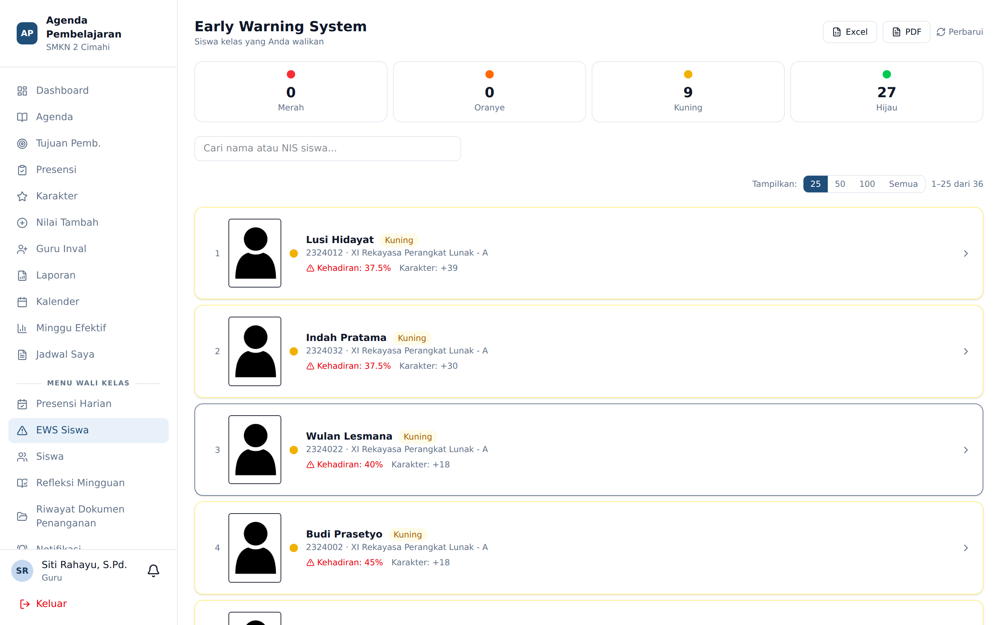 AP
Agenda
Pembelajaran
SMKN 2 Cimahi
Dashboard
Agenda
Tujuan Pemb.
Presensi
Karakter
Nilai Tambah
Guru Inval
Laporan
Kalender
Minggu Efektif
Jadwal Saya
MENU WALI KELAS
Presensi Harian
EWS Siswa
Siswa
Refleksi Mingguan
Riwayat Dokumen
Penanganan
Notifikasi
SR
Siti Rahayu, S.Pd.
Guru
Keluar
Early Warning System
Siswa kelas yang Anda walikan
Excel
PDF
Perbarui
0
Merah
0
Oranye
9
Kuning
27
Hijau
Cari nama atau NIS siswa...
Tampilkan: 25 50 100 Semua 1–25 dari 36
1
Lusi Hidayat Kuning
2324012 · XI Rekayasa Perangkat Lunak - A
Kehadiran: 37.5% Karakter: +39
2
Indah Pratama Kuning
2324032 · XI Rekayasa Perangkat Lunak - A
Kehadiran: 37.5% Karakter: +30
3
Wulan Lesmana Kuning
2324022 · XI Rekayasa Perangkat Lunak - A
Kehadiran: 40% Karakter: +18
4
Budi Prasetyo Kuning
2324002 · XI Rekayasa Perangkat Lunak - A
Kehadiran: 45% Karakter: +18